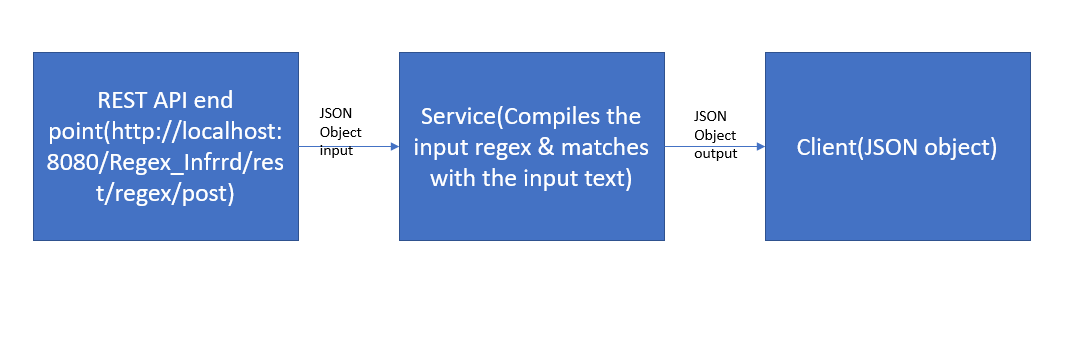 REST API end
point(http://localhost:
8080/Regex_Infrrd/res
t/regex/post)
JSON
Object
input
Service(Compiles the
input regex & matches
with the input text)
JSON
Object
output
Client(JSON object)